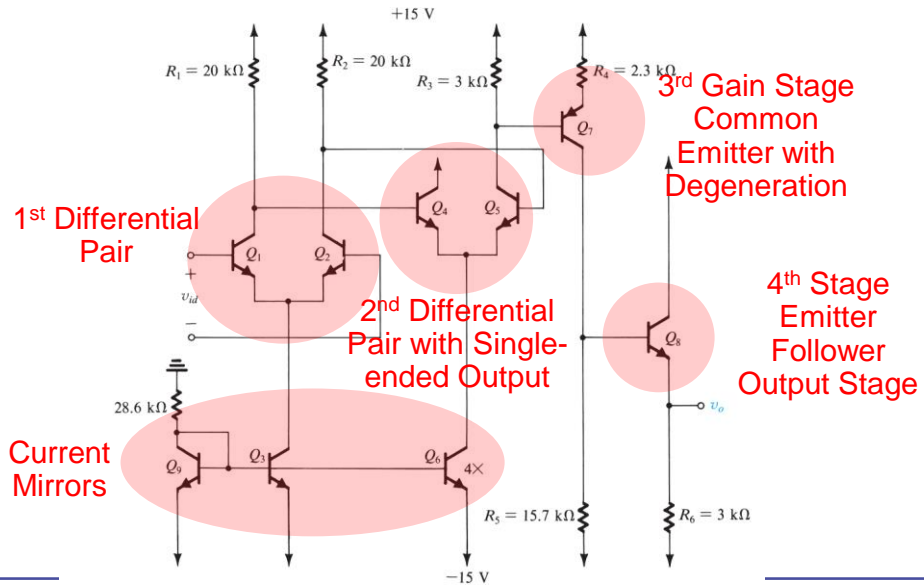 +15 V
R₁ = 20 kΩ
R₂ = 20 kΩ
R₃ = 3 kΩ
R₄ = 2.3 kΩ
3rd Gain Stage
Common
Emitter with
Degeneration
Q₇
1st Differential
Pair
Q₄
Q₅
Q₁
Q₂
+
v_id
−
2nd Differential
Pair with Single-
ended Output
4th Stage
Emitter
Follower
Output Stage
Q₈
v_o
28.6 kΩ
Current
Mirrors
Q₉
Q₃
Q₆
4×
R₅ = 15.7 kΩ
R₆ = 3 kΩ
−15 V